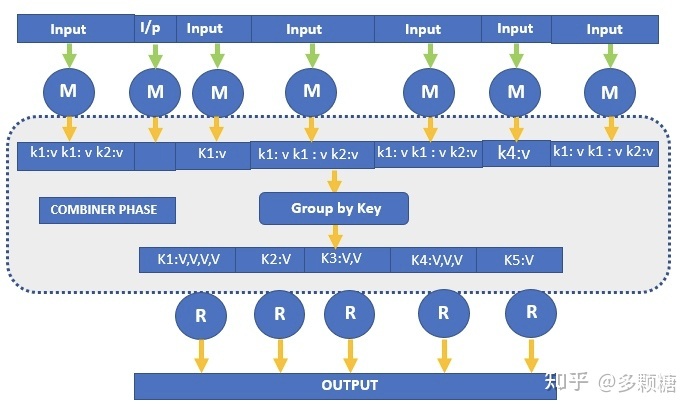 Input I/p Input Input Input Input Input
M M M M M M M
k1:v k1: v k2:v K1:v k1: v k1 : v k2:v k1: v k1 : v k2:v k4:v k1: v k1 : v k2:v
COMBINER PHASE
Group by Key
K1:V,V,V,V K2:V K3:V,V K4:V,V,V K5:V
R R R R R
OUTPUT
知乎 @多颗糖